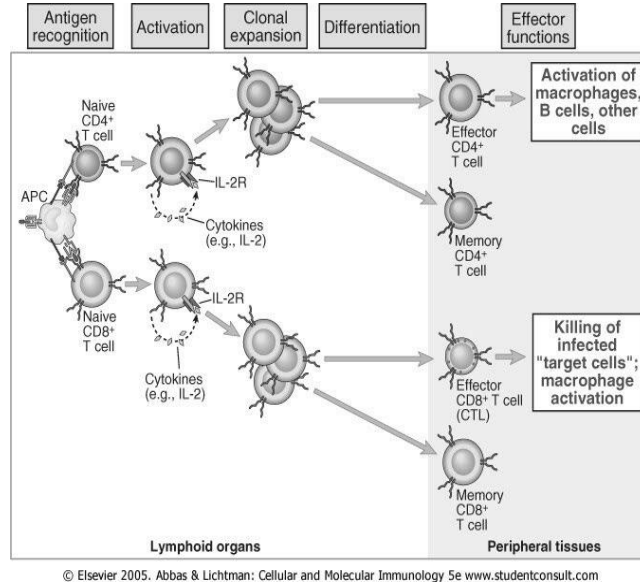 Antigen
recognition
Activation
Clonal
expansion
Differentiation
Effector
functions
Naive
CD4+
T cell
APC
IL-2R
Cytokines
(e.g., IL-2)
Effector
CD4+
T cell
Activation of
macrophages,
B cells, other
cells
Memory
CD4+
T cell
Naive
CD8+
T cell
IL-2R
Cytokines
(e.g., IL-2)
Effector
CD8+ T cell
(CTL)
Killing of
infected
"target cells";
macrophage
activation
Memory
CD8+
T cell
Lymphoid organs
Peripheral tissues
© Elsevier 2005. Abbas & Lichtman: Cellular and Molecular Immunology 5e www.studentconsult.com